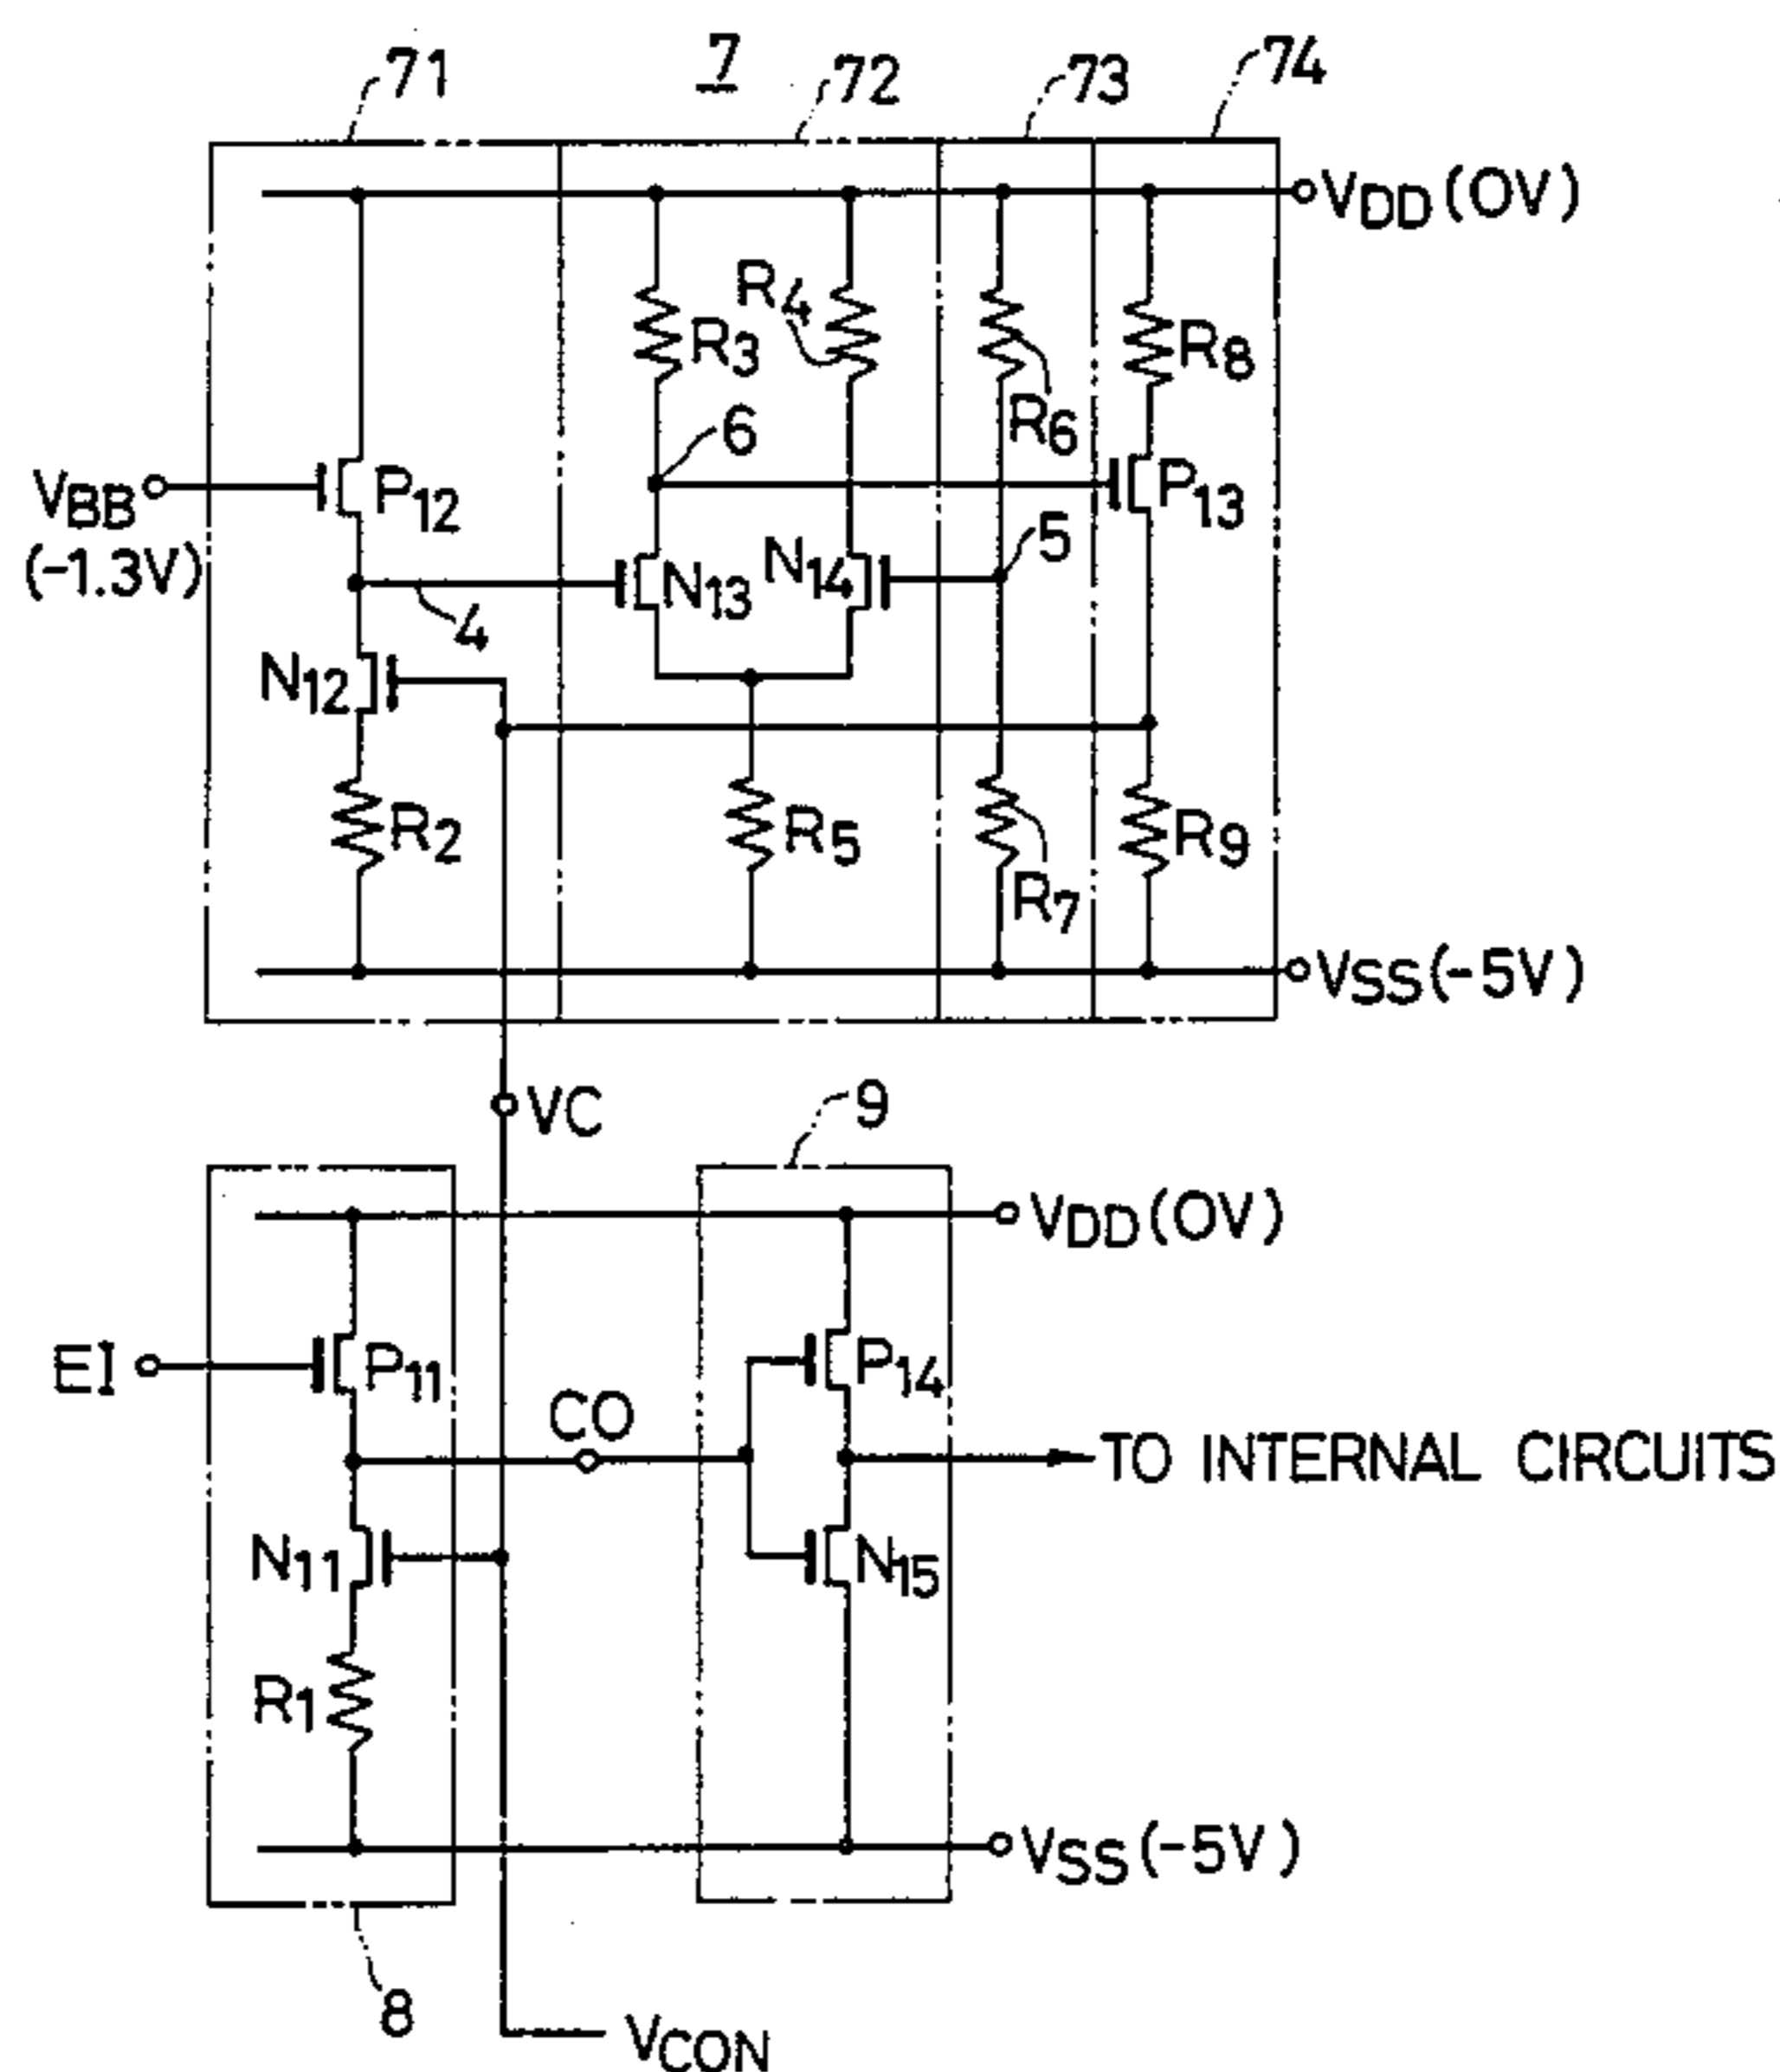 71
7
72
73
74
VDD (0V)
R3
R4
R6
R8
6
VBB
(-1.3V)
P12
P13
5
N13
N14
4
N12
R2
R5
R7
R9
VSS (-5V)
VC
9
VDD (0V)
EI
P11
CO
P14
TO INTERNAL CIRCUITS
N11
N15
R1
VSS (-5V)
8
VCON